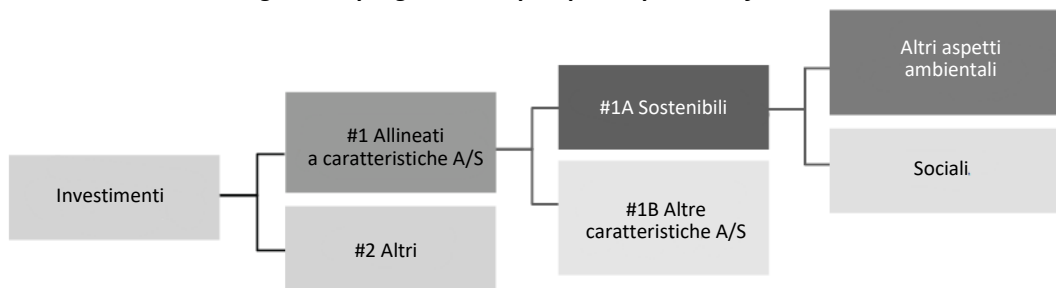 Altri aspetti
ambientali
#1A Sostenibili
#1 Allineati
a caratteristiche A/S
Sociali.
Investimenti
#1B Altre
caratteristiche A/S
#2 Altri